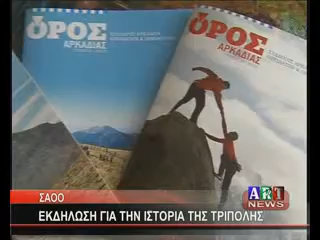 ΌΡΟΣ
ΑΡΚΑΔΙΑΣ
ΌΡΟΣ
ΑΡΚΑΔΙΑΣ
ΣΑΟΟ
ΕΚΔΗΛΩΣΗ ΓΙΑ ΤΗΝ ΙΣΤΟΡΙΑ ΤΗΣ ΤΡΙΠΟΛΗΣ
ART
NEWS